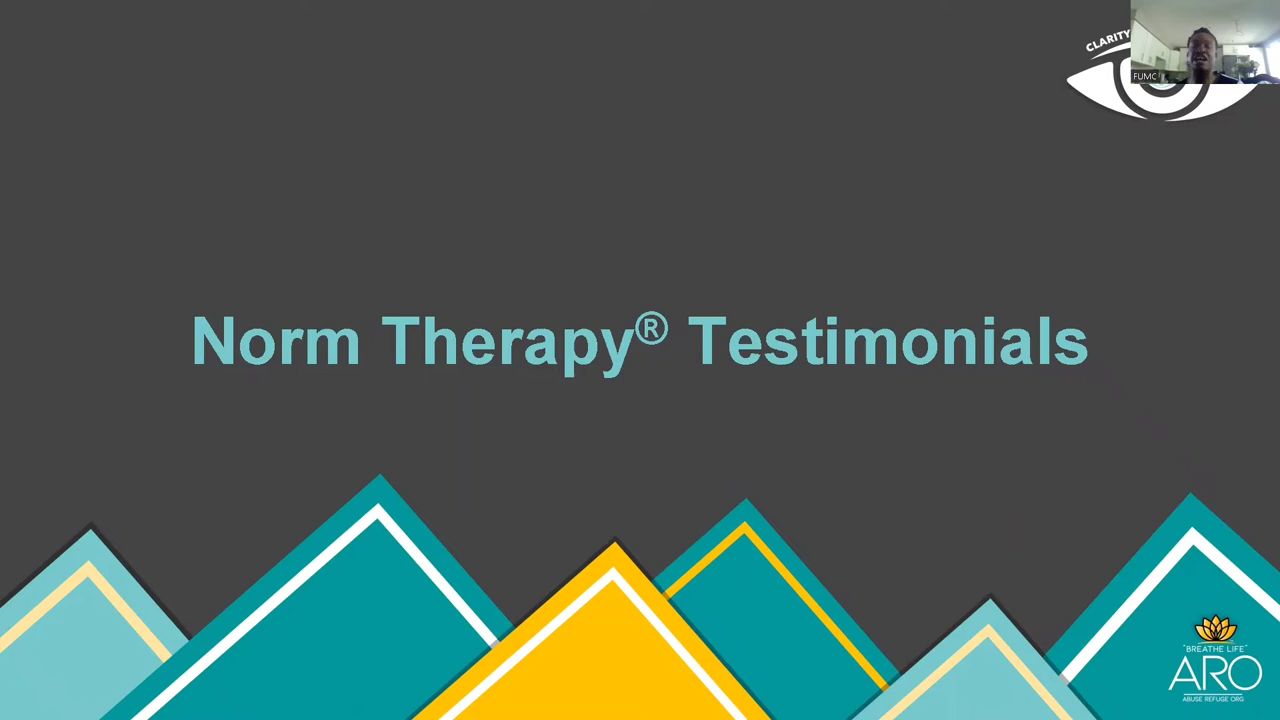 CLARITY
FUMC
Norm Therapy® Testimonials
"BREATHE LIFE"
ARO
ABUSE REFUGE ORG